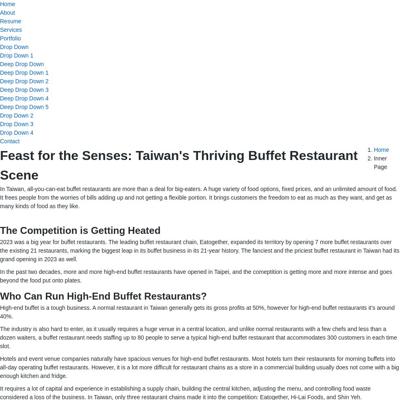 Home
About
Resume
Services
Portfolio
Drop Down
Drop Down 1
Deep Drop Down
Deep Drop Down 1
Deep Drop Down 2
Deep Drop Down 3
Deep Drop Down 4
Deep Drop Down 5
Drop Down 2
Drop Down 3
Drop Down 4
Contact
Feast for the Senses: Taiwan's Thriving Buffet Restaurant
Scene
1. Home
2. Inner
Page
In Taiwan, all-you-can-eat buffet restaurants are more than a deal for big-eaters. A huge variety of food options, fixed prices, and an unlimited amount of food.
It frees people from the worries of bills adding up and not getting a flexible portion. It brings customers the freedom to eat as much as they want, and get as
many kinds of food as they like.
The Competition is Getting Heated
2023 was a big year for buffet restaurants. The leading buffet restaurant chain, Eatogether, expanded its territory by opening 7 more buffet restaurants over
the existing 21 restaurants, marking the biggest leap in its buffet business in its 21-year history. The fanciest and the priciest buffet restaurant in Taiwan had its
grand opening in 2023 as well.
In the past two decades, more and more high-end buffet restaurants have opened in Taipei, and the competition is getting more and more intense and goes
beyond the food put onto plates.
Who Can Run High-End Buffet Restaurants?
High-end buffet is a tough business. A normal restaurant in Taiwan generally gets its gross profits at 50%, however for high-end buffet restaurants it's around
40%.
The industry is also hard to enter, as it usually requires a huge venue in a central location, and unlike normal restaurants with a few chefs and less than a
dozen waiters, a buffet restaurant needs staffing up to 80 people to serve a typical high-end buffet restaurant that accommodates 300 customers in each time
slot.
Hotels and event venue companies naturally have spacious venues for high-end buffet restaurants. Most hotels turn their restaurants for morning buffets into
all-day operating buffet restaurants. However, it is a lot more difficult for restaurant chains as a store in a commercial building usually does not come with a big
enough kitchen and fridge.
It requires a lot of capital and experience in establishing a supply chain, building the central kitchen, adjusting the menu, and controlling food waste
considered a loss of the business. In Taiwan, only three restaurant chains made it into the competition: Eatogether, Hi-Lai Foods, and Shin Yeh.